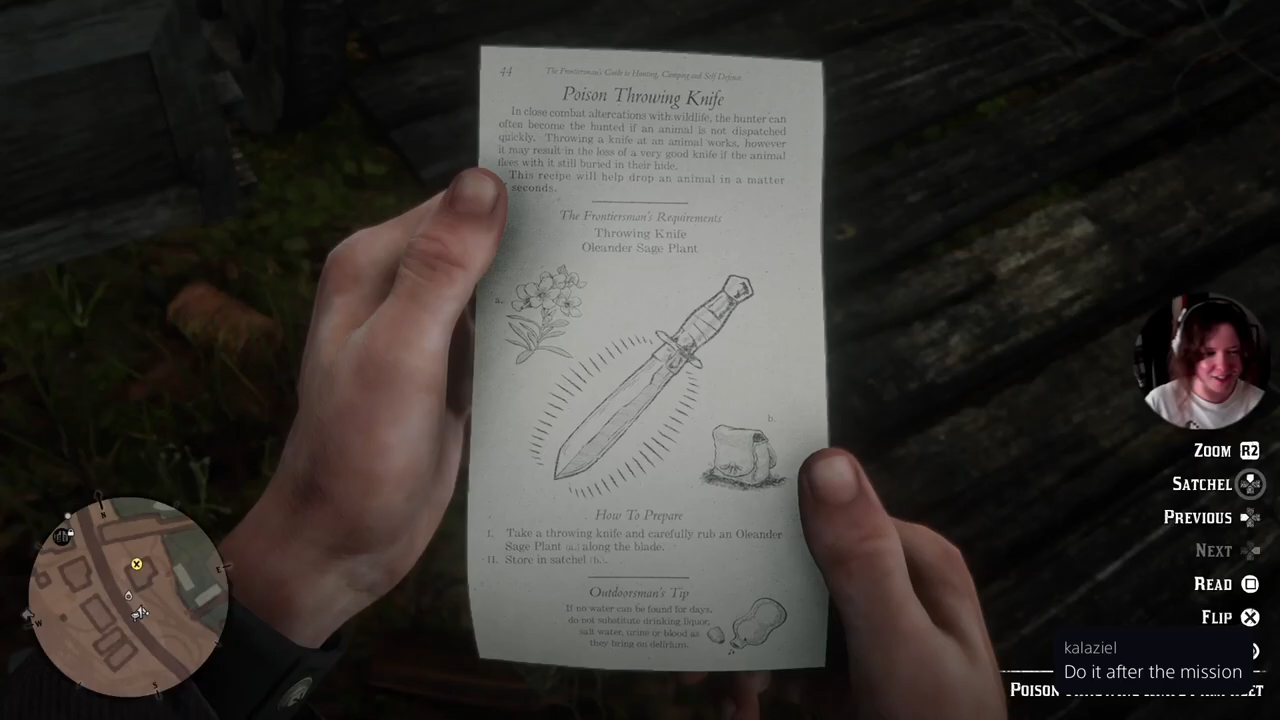 44
The Frontiersman's Guide to Hunting, Camping and Self Defense
Poison Throwing Knife
In close combat altercations with wildlife, the hunter can
often become the hunted if an animal is not dispatched
quickly. Throwing a knife at an animal works, however
it may result in the loss of a very good knife if the animal
flees with it still buried in their hide.
This recipe will help drop an animal in a matter
seconds.
The Frontiersman's Requirements
Throwing Knife
Oleander Sage Plant
a.
b.
How To Prepare
I. Take a throwing knife and carefully rub an Oleander
Sage Plant (a.) along the blade.
II. Store in satchel (b.).
Outdoorsman's Tip
If no water can be found for days,
do not substitute drinking liquor,
salt water, urine or blood as
they bring on delirium.
ZOOM R2
SATCHEL
PREVIOUS
NEXT
READ
FLIP
kalaziel
Do it after the mission
POISON
N
E
S
W
X